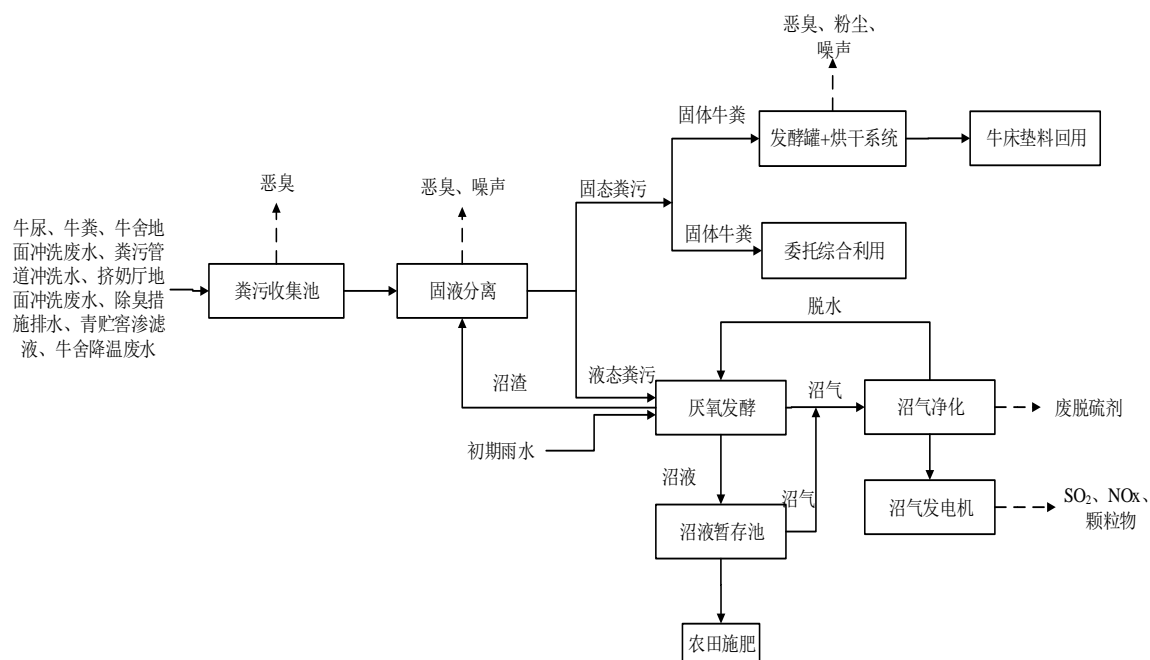 恶臭、粉尘、
噪声
固体牛粪
发酵罐+烘干系统
牛床垫料回用
恶臭
恶臭、噪声
固态粪污
牛尿、牛粪、牛舍地
面冲洗废水、粪污管
道冲洗水、挤奶厅地
面冲洗废水、除臭措
施排水、青贮窖渗滤
液、牛舍降温废水
粪污收集池
固液分离
固体牛粪
委托综合利用
脱水
沼渣
液态粪污
厌氧发酵
沼气
沼气净化
废脱硫剂
初期雨水
沼液
沼气
沼气发电机
SO₂、NOx、
颗粒物
沼液暂存池
农田施肥